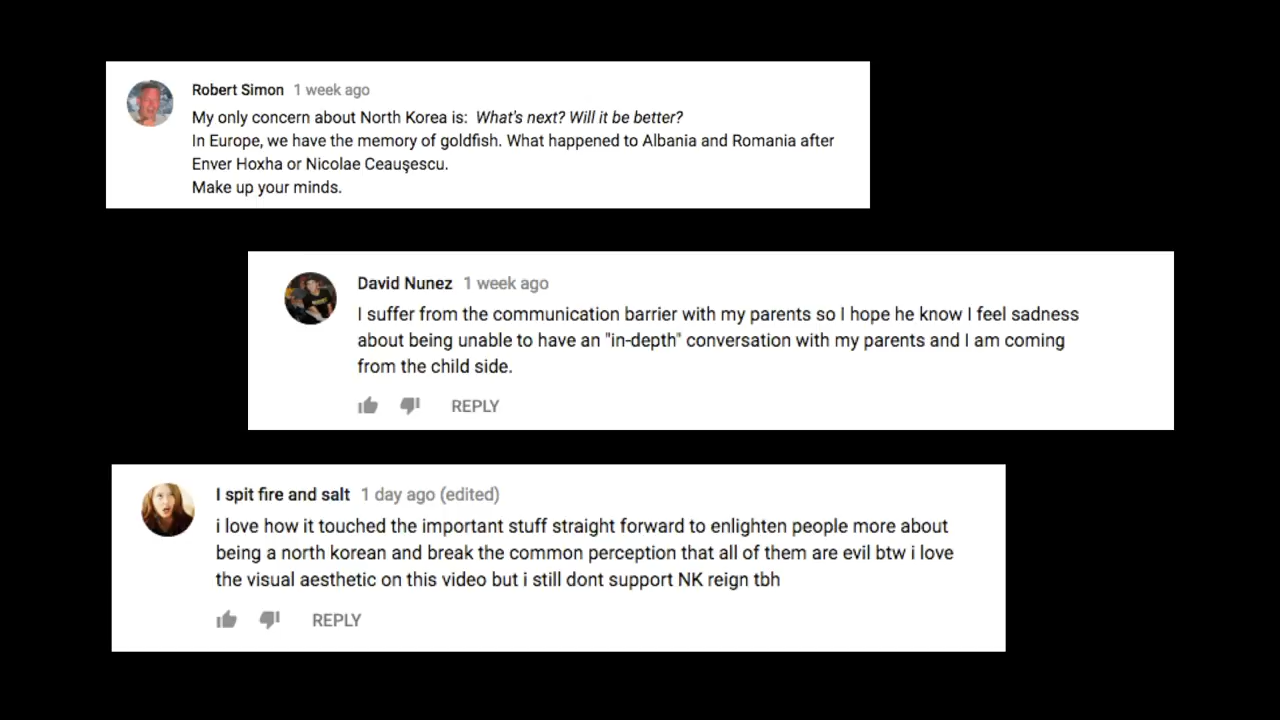 Robert Simon 1 week ago
My only concern about North Korea is: What's next? Will it be better?
In Europe, we have the memory of goldfish. What happened to Albania and Romania after
Enver Hoxha or Nicolae Ceaușescu.
Make up your minds.
David Nunez 1 week ago
I suffer from the communication barrier with my parents so I hope he know I feel sadness
about being unable to have an "in-depth" conversation with my parents and I am coming
from the child side.
REPLY
I spit fire and salt 1 day ago (edited)
i love how it touched the important stuff straight forward to enlighten people more about
being a north korean and break the common perception that all of them are evil btw i love
the visual aesthetic on this video but i still dont support NK reign tbh
REPLY